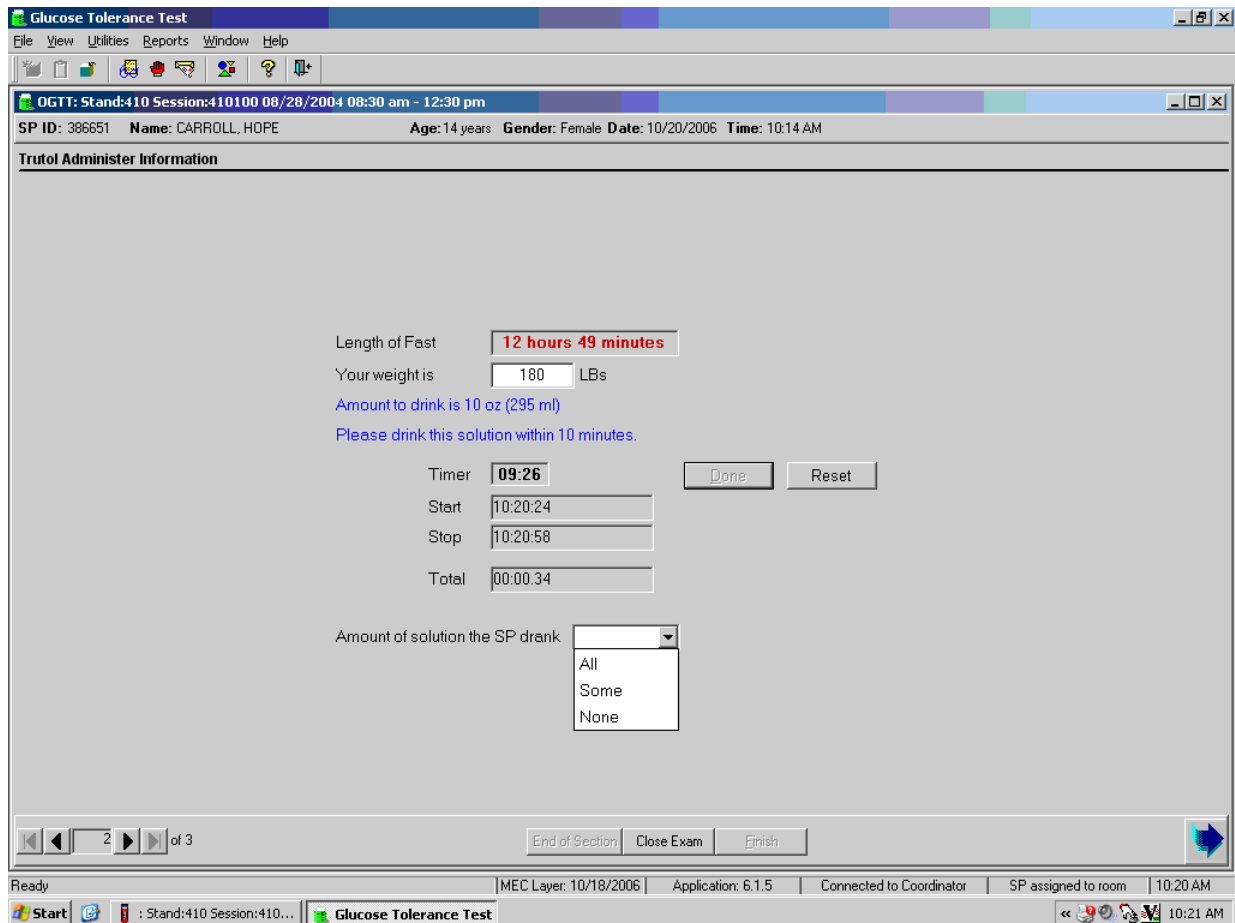 Glucose Tolerance Test
File View Utilities Reports Window Help
OGTT: Stand:410 Session:410100 08/28/2004 08:30 am - 12:30 pm
SP ID: 386651 Name: CARROLL, HOPE Age: 14 years Gender: Female Date: 10/20/2006 Time: 10:14 AM
Trutol Administer Information
Length of Fast 12 hours 49 minutes
Your weight is 180 LBs
Amount to drink is 10 oz (295 ml)
Please drink this solution within 10 minutes.
Timer 09:26 Done Reset
Start 10:20:24
Stop 10:20:58
Total 00:00.34
Amount of solution the SP drank
All
Some
None
2 of 3 End of Section Close Exam Finish
Ready MEC Layer: 10/18/2006 Application: 6.1.5 Connected to Coordinator SP assigned to room 10:20 AM
Start : Stand:410 Session:410... Glucose Tolerance Test « 10:21 AM